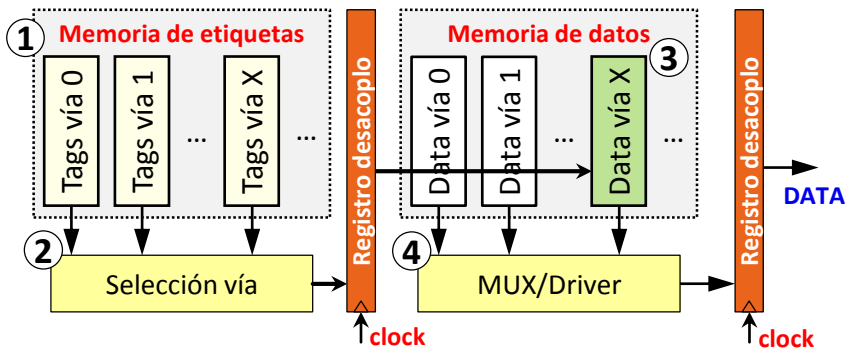 1
Memoria de etiquetas
Tags vía 0
Tags vía 1
...
Tags vía X
...
2
Selección vía
Registro desacoplo
clock
Memoria de datos
3
Data vía 0
Data vía 1
...
Data vía X
...
4
MUX/Driver
Registro desacoplo
clock
DATA